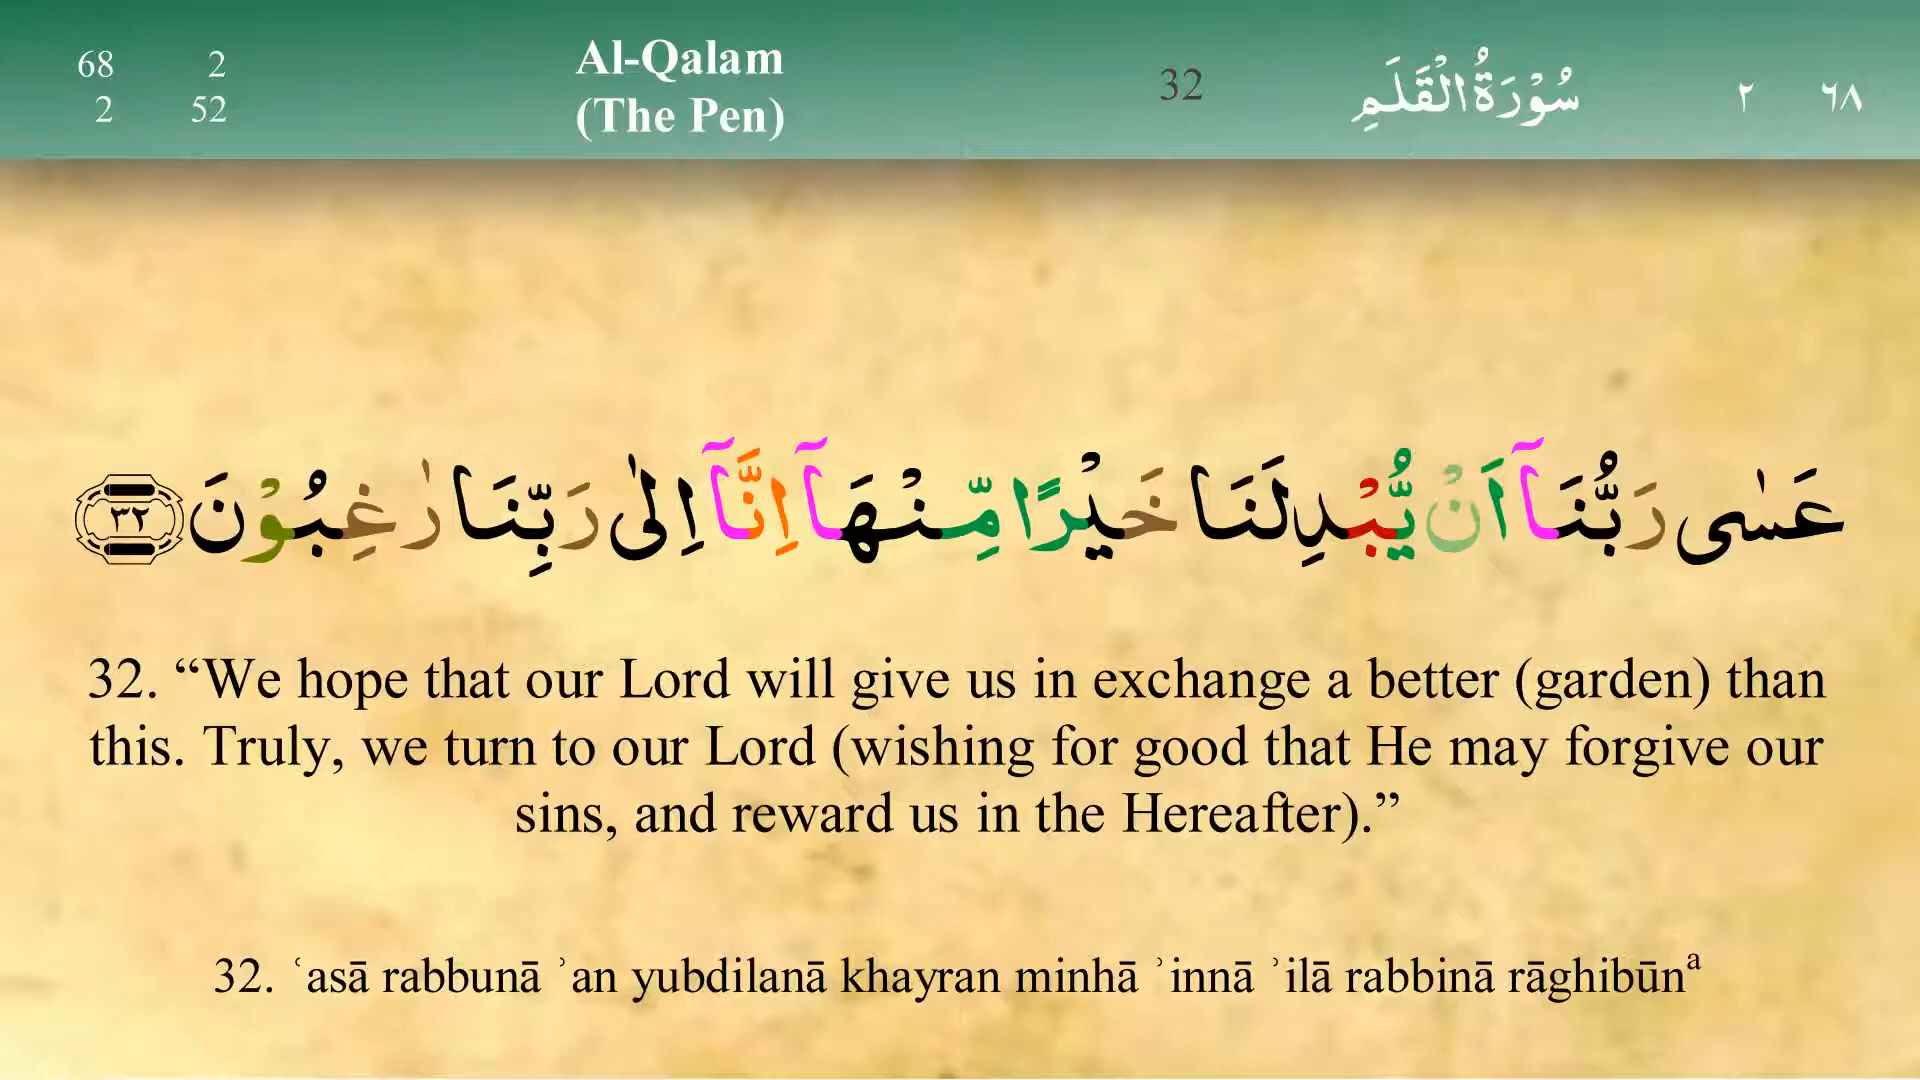 68 2
2 52
Al-Qalam
(The Pen)
32
سُوْرَةُ الْقَلَمِ
٢ ٦٨
عَسٰى رَبُّنَآ اَنْ يُّبْدِلَنَا خَيْرًا مِّنْهَآ اِنَّآ اِلٰى رَبِّنَا رٰغِبُوْنَ ٣٢
32. “We hope that our Lord will give us in exchange a better (garden) than
this. Truly, we turn to our Lord (wishing for good that He may forgive our
sins, and reward us in the Hereafter).”
32. ʿasā rabbunā ʾan yubdilanā khayran minhā ʾinnā ʾilā rabbinā rāghibūnᵃ